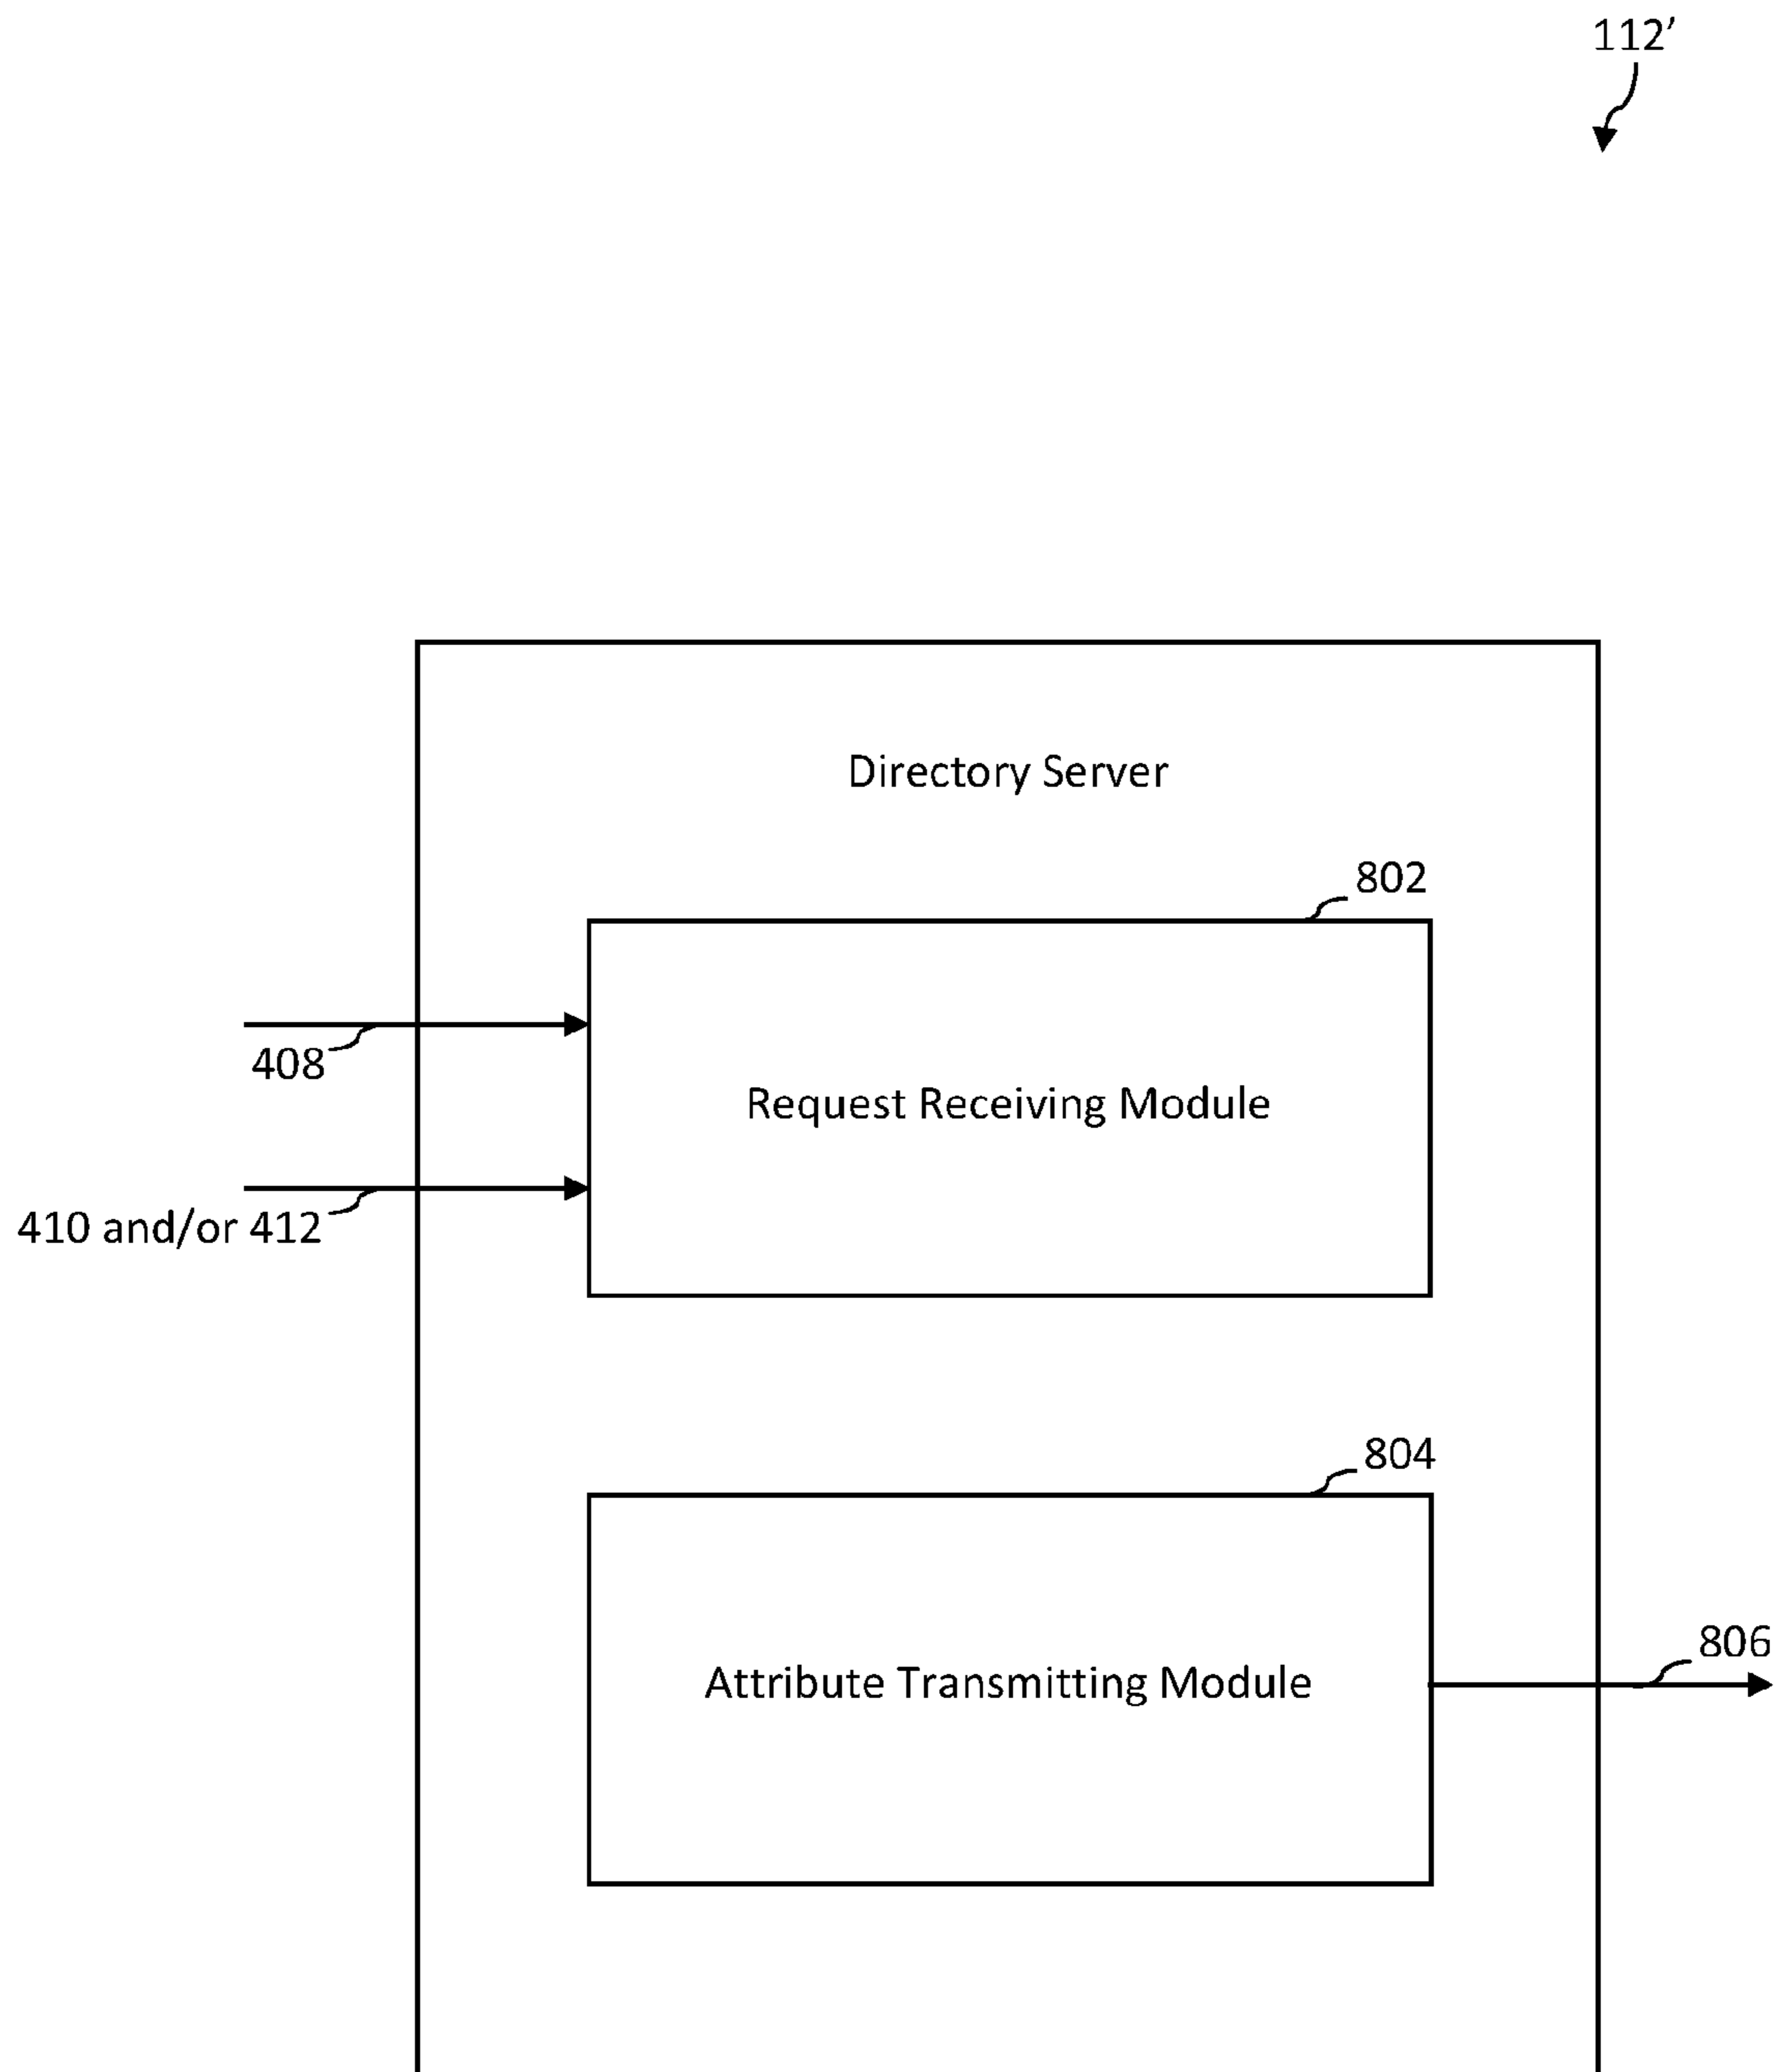 112'
Directory Server
802
408
Request Receiving Module
410 and/or 412
804
806
Attribute Transmitting Module